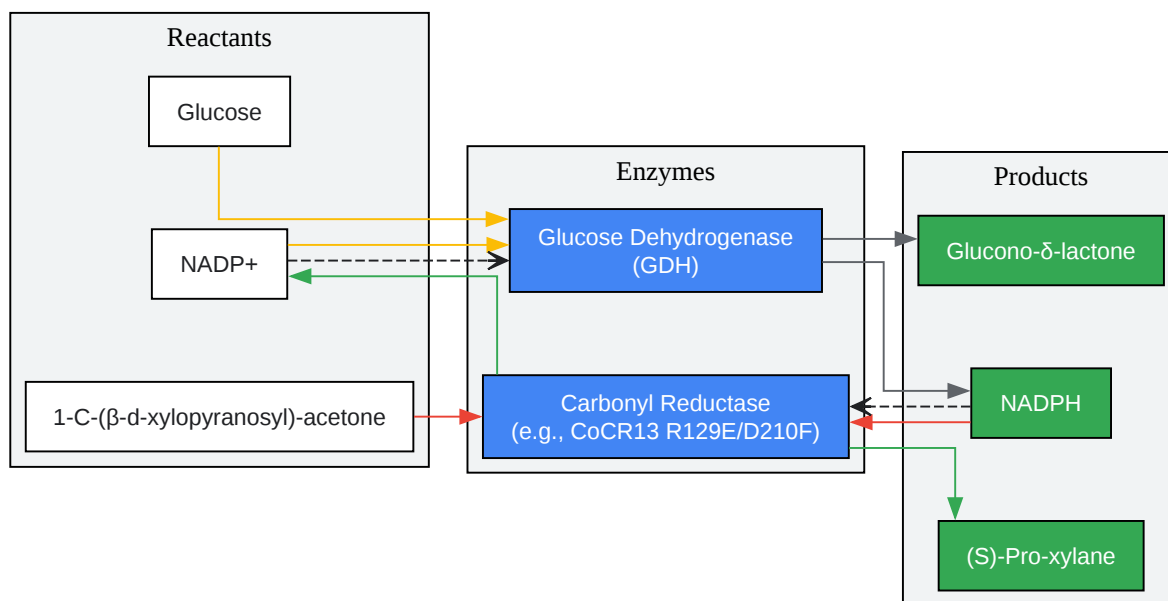 Reactants
Glucose
NADP+
1-C-(β-d-xylopyranosyl)-acetone
Enzymes
Glucose Dehydrogenase
(GDH)
Carbonyl Reductase
(e.g., CoCR13 R129E/D210F)
Products
Glucono-δ-lactone
NADPH
(S)-Pro-xylane